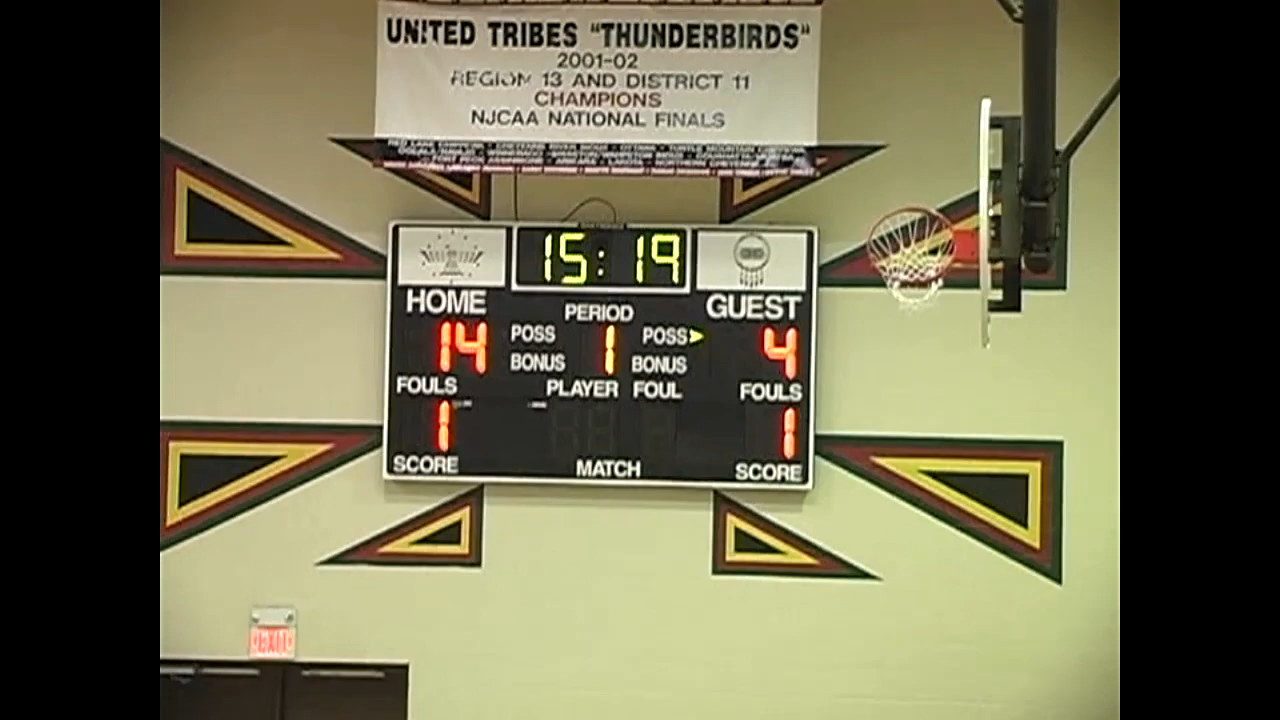 UNITED TRIBES "THUNDERBIRDS"
2001-02
REGION 13 AND DISTRICT 11
CHAMPIONS
NJCAA NATIONAL FINALS
15:19
HOME
PERIOD
GUEST
14
POSS
1
POSS
4
BONUS
BONUS
FOULS
PLAYER
FOUL
FOULS
1
1
SCORE
MATCH
SCORE
EXIT